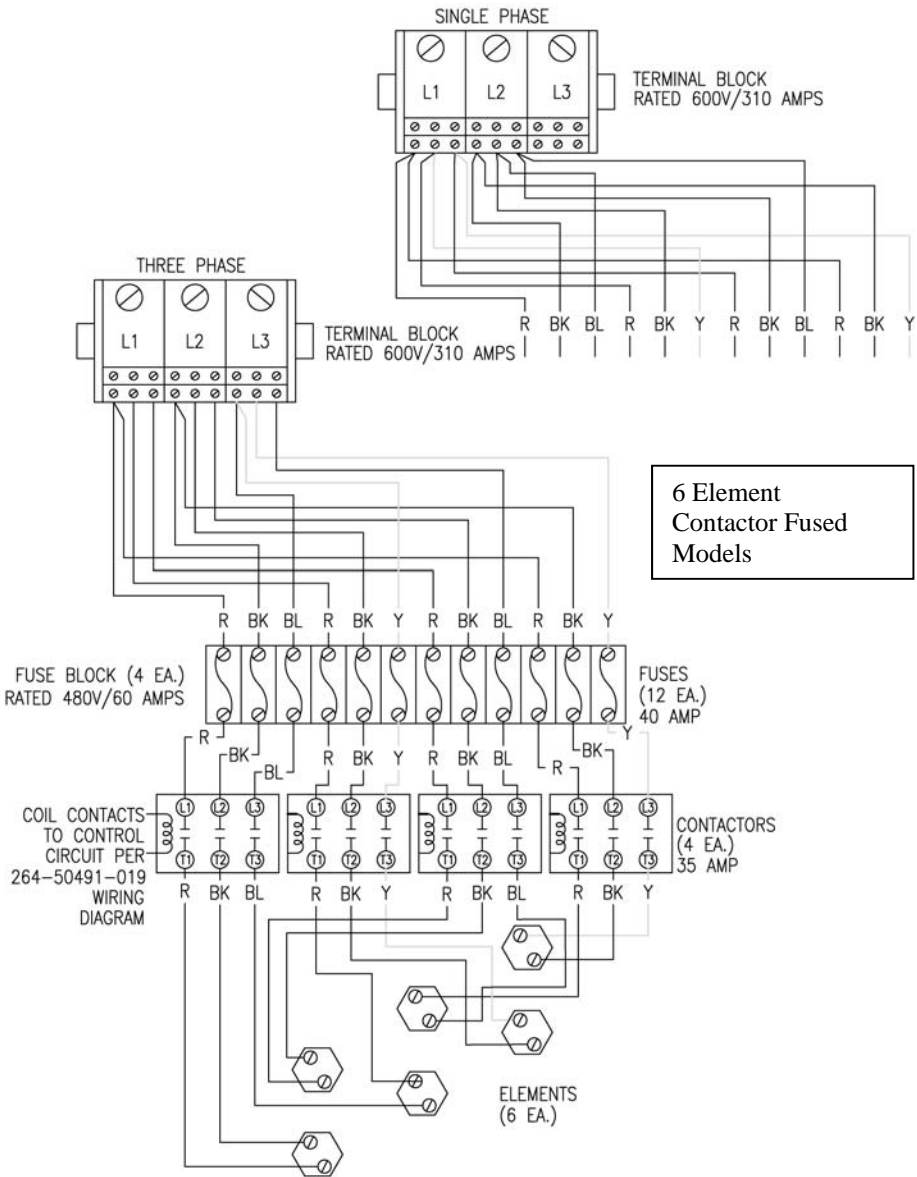 SINGLE PHASE
L1 L2 L3
TERMINAL BLOCK
RATED 600V/310 AMPS
R BK BL R BK Y R BK BL R BK Y
THREE PHASE
L1 L2 L3
TERMINAL BLOCK
RATED 600V/310 AMPS
6 Element
Contactor Fused
Models
R BK BL R BK Y R BK BL R BK Y
FUSE BLOCK (4 EA.)
RATED 480V/60 AMPS
FUSES
(12 EA.)
40 AMP
R BK BL R BK Y R BK BL R BK Y
L1 L2 L3 L1 L2 L3 L1 L2 L3 L1 L2 L3
T1 T2 T3 T1 T2 T3 T1 T2 T3 T1 T2 T3
COIL CONTACTS
TO CONTROL
CIRCUIT PER
264-50491-019
WIRING
DIAGRAM
CONTACTORS
(4 EA.)
35 AMP
R BK BL R BK Y R BK BL R BK Y
ELEMENTS
(6 EA.)